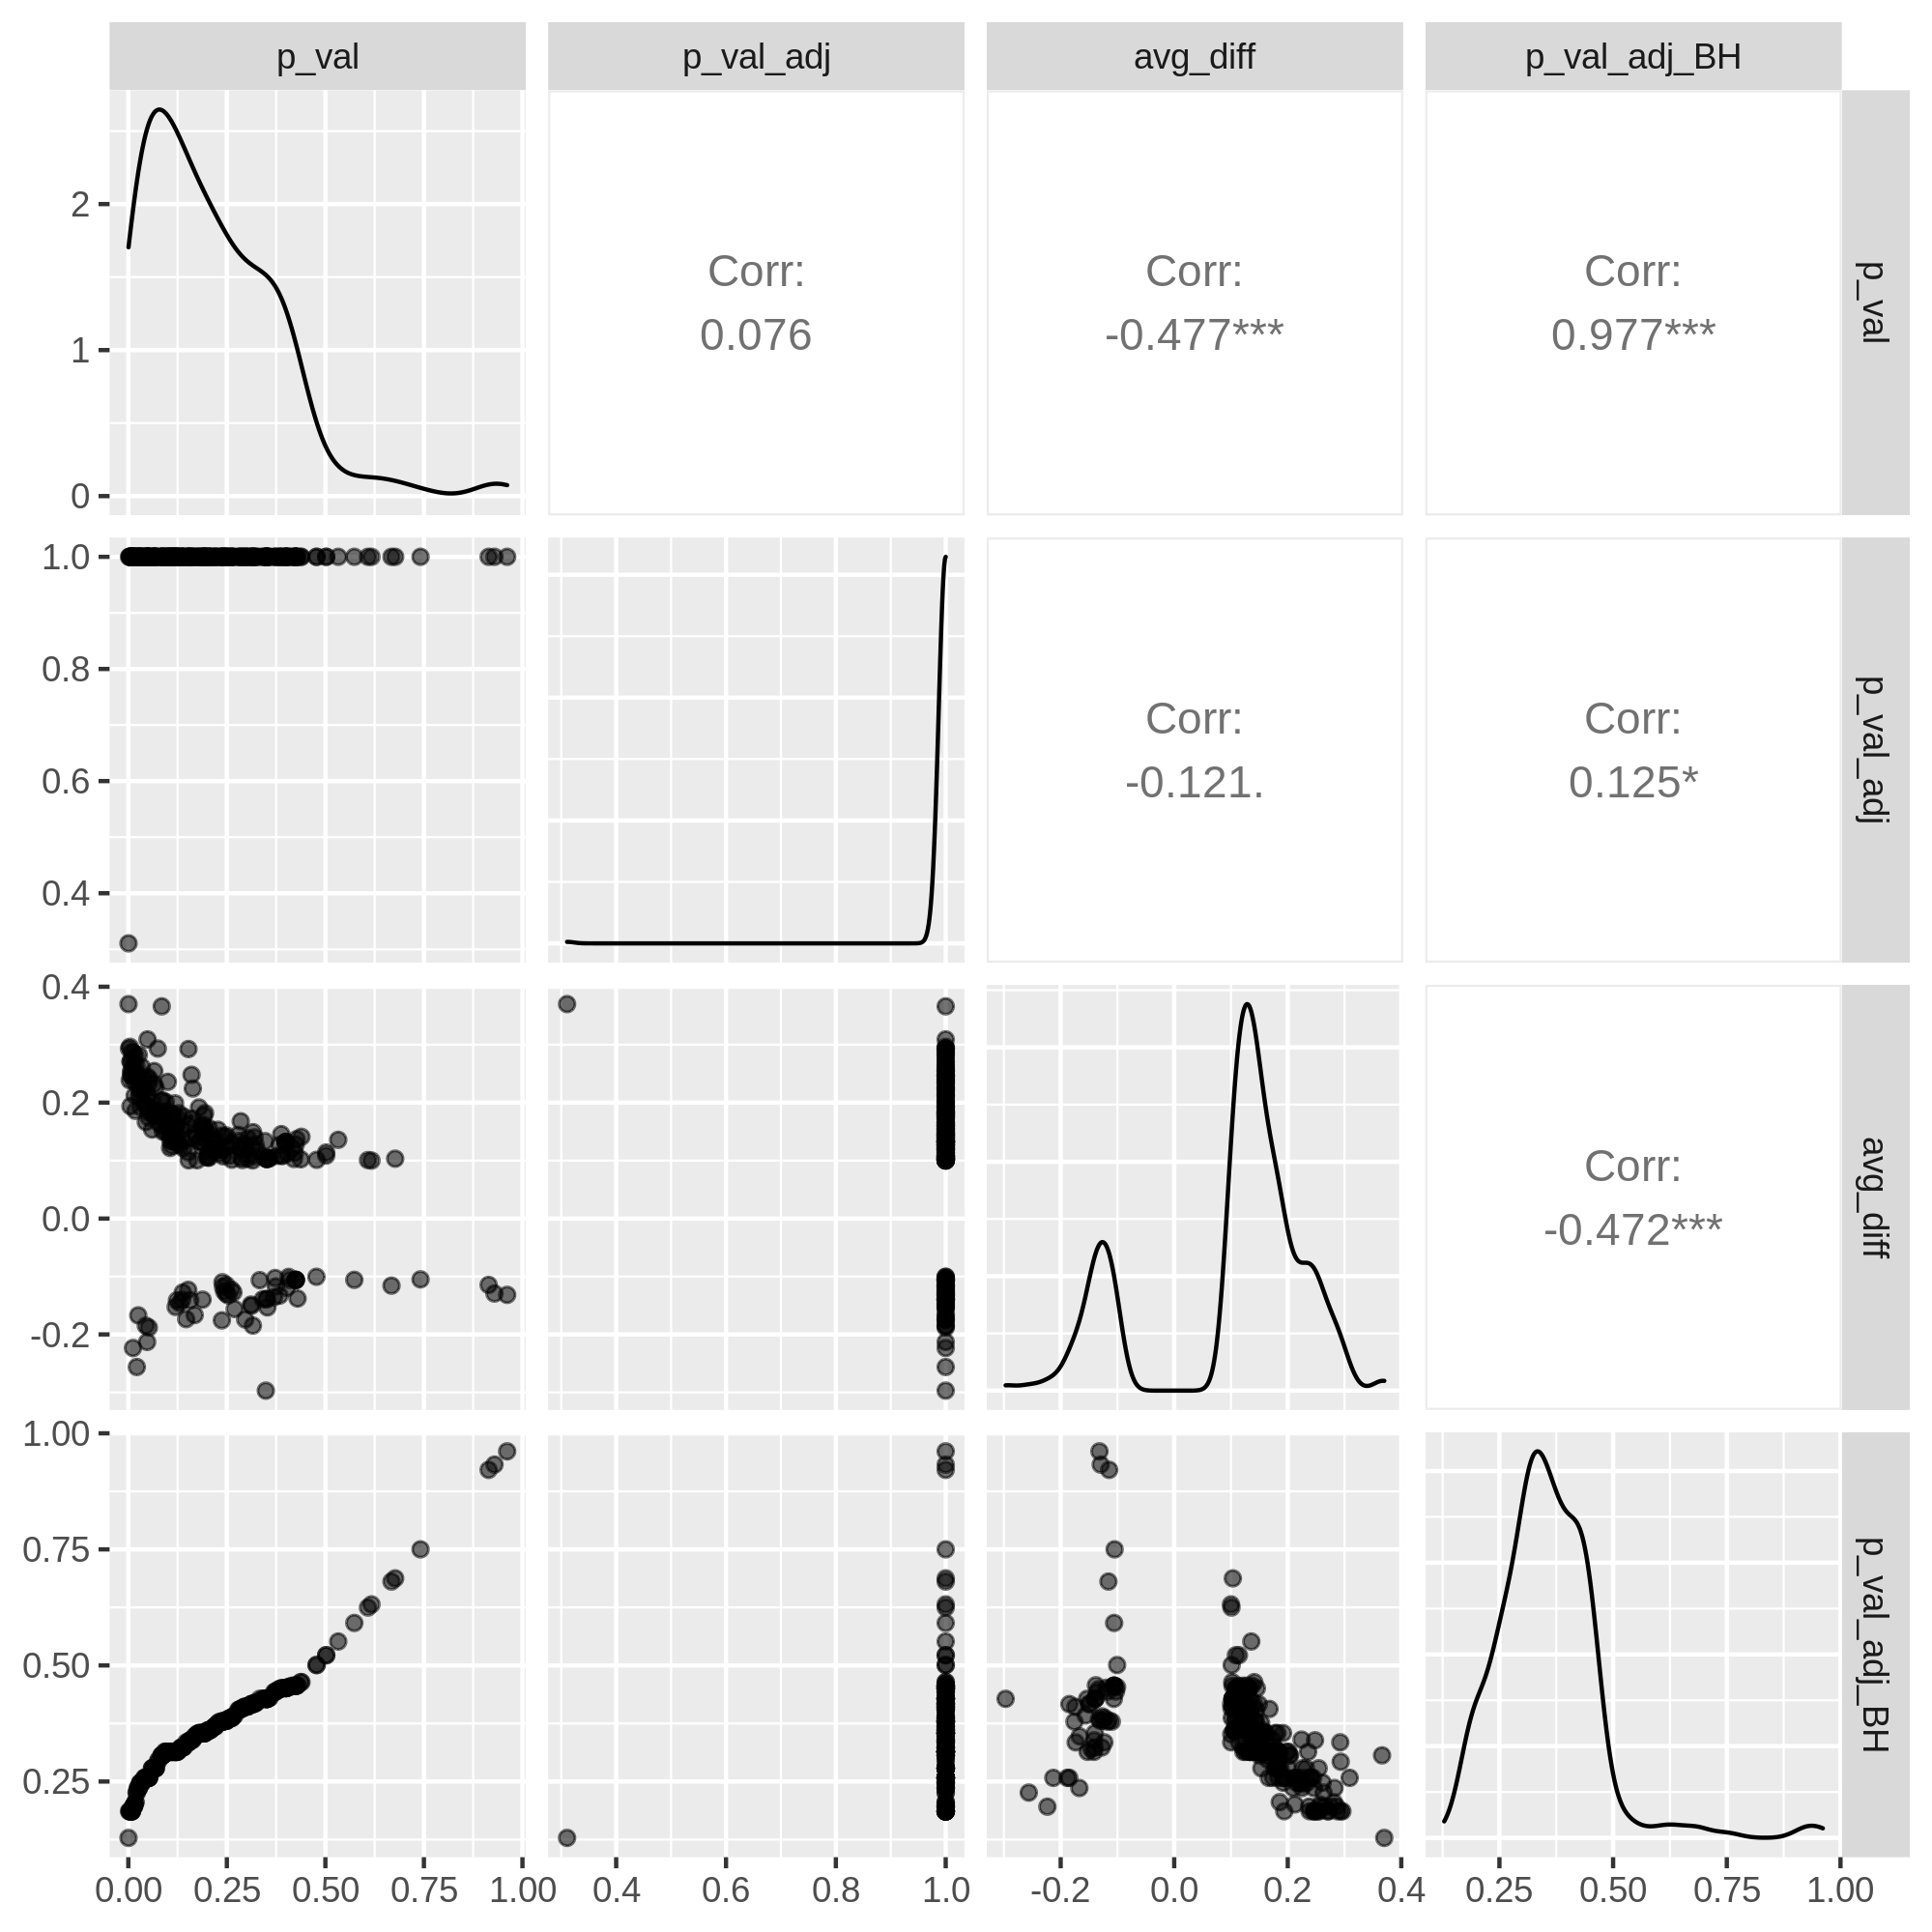 p_val p_val_adj avg_diff p_val_adj_BH
2
1
0
Corr:
0.076
Corr:
-0.477***
Corr:
0.977***
p_val
1.0
0.8
0.6
0.4
Corr:
-0.121.
Corr:
0.125*
p_val_adj
0.4
0.2
0.0
-0.2
Corr:
-0.472***
avg_diff
1.00
0.75
0.50
0.25
p_val_adj_BH
0.00 0.25 0.50 0.75 1.00 0.4 0.6 0.8 1.0 -0.2 0.0 0.2 0.4 0.25 0.50 0.75 1.00